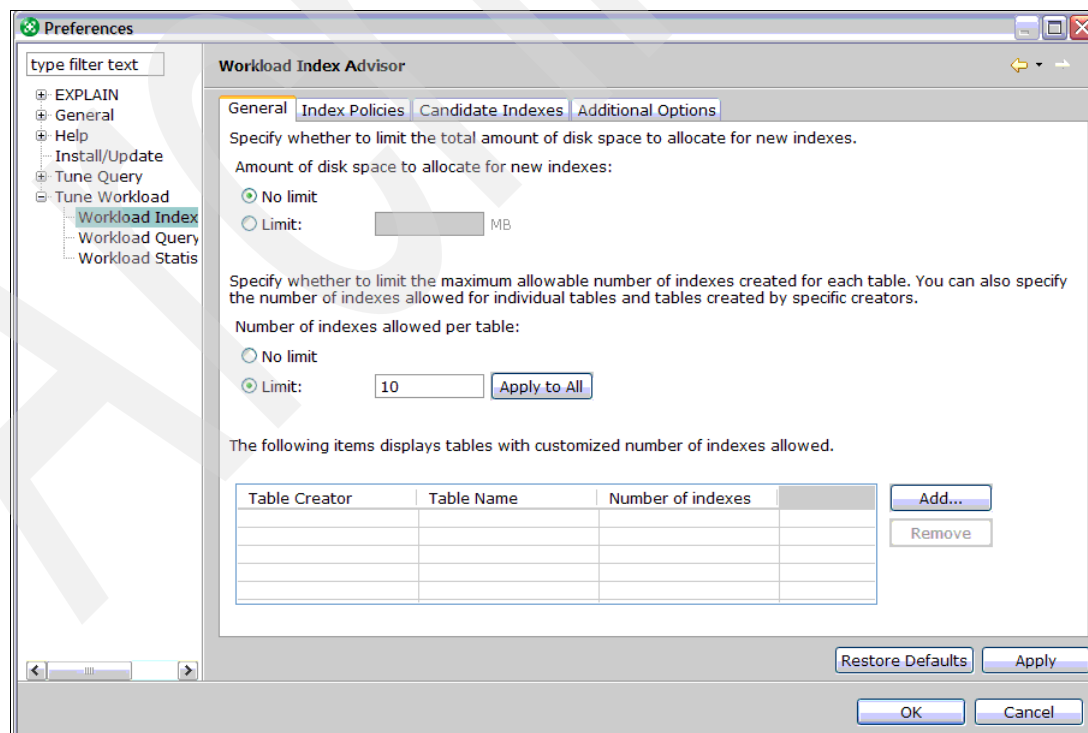 Preferences
type filter text
EXPLAIN
General
Help
Install/Update
Tune Query
Tune Workload
Workload Index
Workload Query
Workload Statis
Workload Index Advisor
General Index Policies Candidate Indexes Additional Options
Specify whether to limit the total amount of disk space to allocate for new indexes.
Amount of disk space to allocate for new indexes:
No limit
Limit: MB
Specify whether to limit the maximum allowable number of indexes created for each table. You can also specify
the number of indexes allowed for individual tables and tables created by specific creators.
Number of indexes allowed per table:
No limit
Limit: 10 Apply to All
The following items displays tables with customized number of indexes allowed.
Table Creator Table Name Number of indexes
Add...
Remove
Restore Defaults Apply
OK Cancel